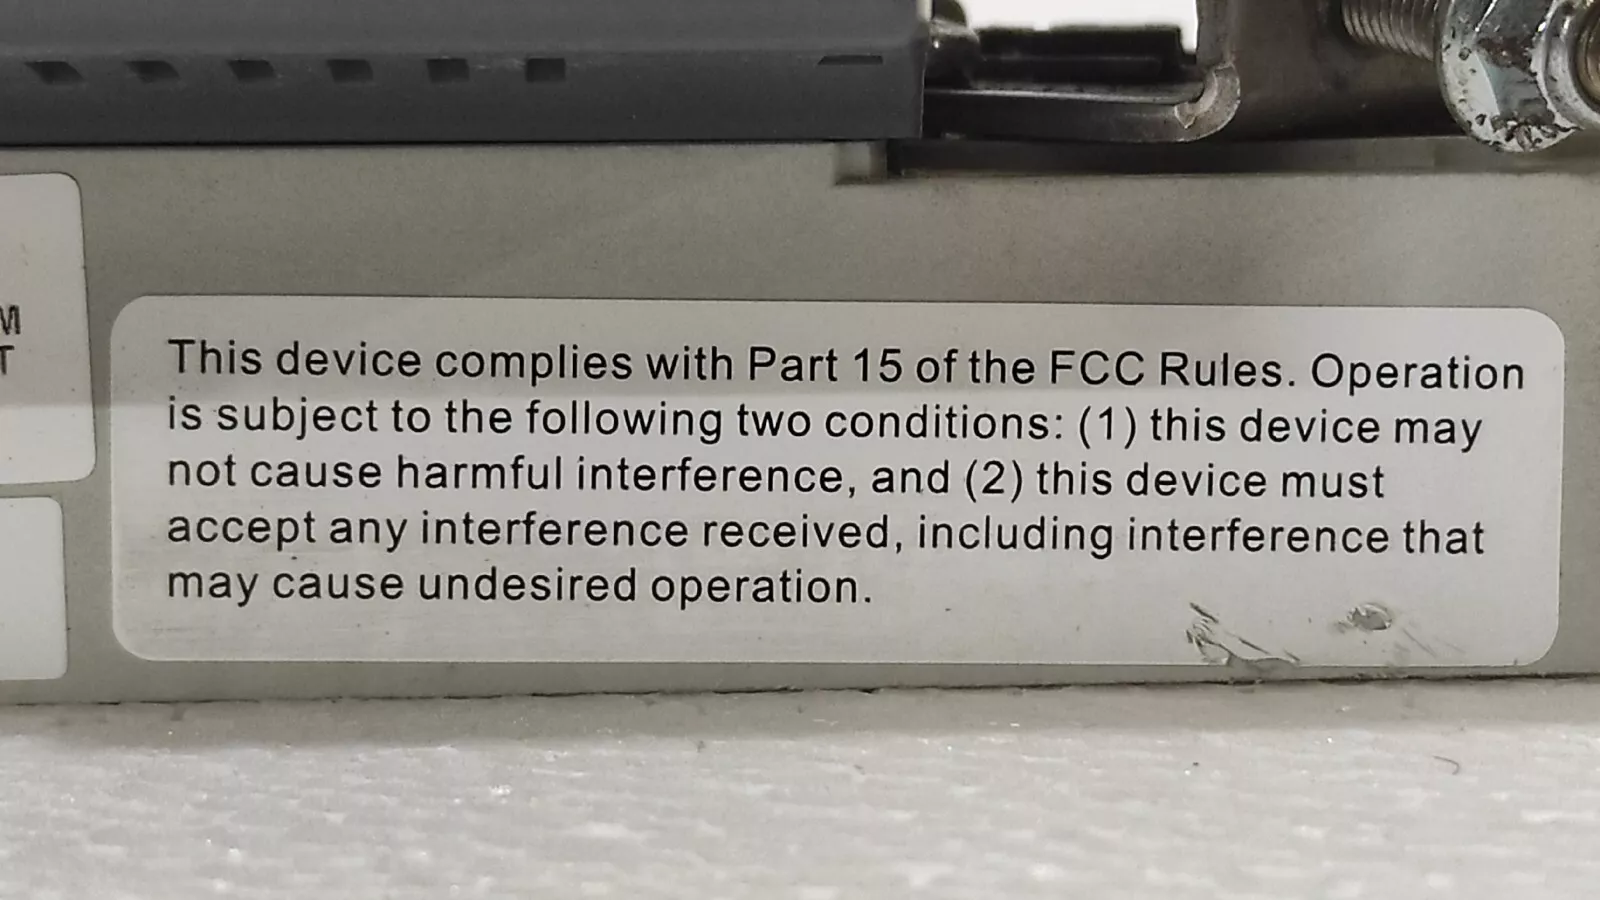 M
T
This device complies with Part 15 of the FCC Rules. Operation
is subject to the following two conditions: (1) this device may
not cause harmful interference, and (2) this device must
accept any interference received, including interference that
may cause undesired operation.